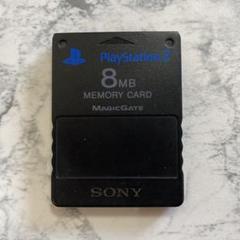 PlayStation 2
8MB
MEMORY CARD
MAGICGATE
SONY